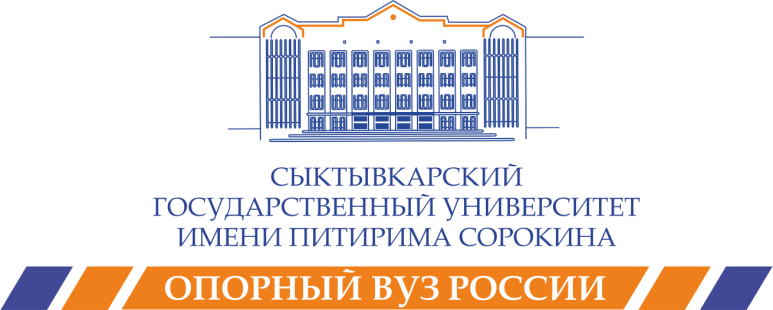 СЫКТЫВКАРСКИЙ
ГОСУДАРСТВЕННЫЙ УНИВЕРСИТЕТ
ИМЕНИ ПИТИРИМА СОРОКИНА
ОПОРНЫЙ ВУЗ РОССИИ